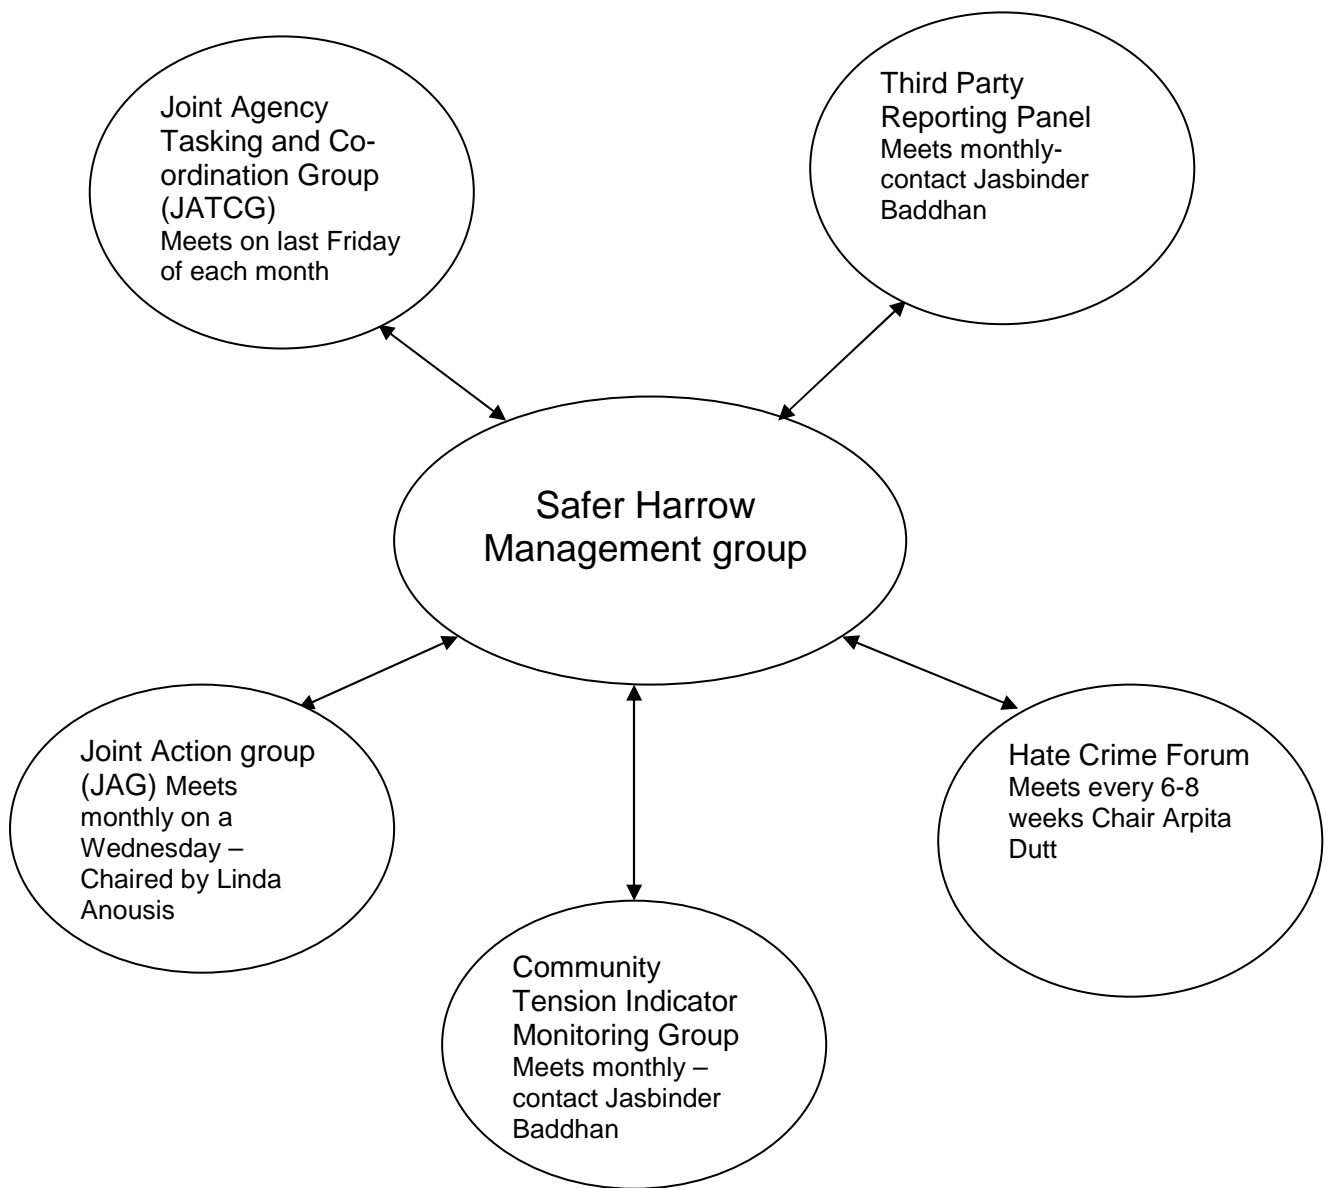 Joint Agency
Tasking and Co-
ordination Group
(JATCG)
Meets on last Friday
of each month
Third Party
Reporting Panel
Meets monthly-
contact Jasbinder
Baddhan
Safer Harrow
Management group
Joint Action group
(JAG) Meets
monthly on a
Wednesday –
Chaired by Linda
Anousis
Community
Tension Indicator
Monitoring Group
Meets monthly –
contact Jasbinder
Baddhan
Hate Crime Forum
Meets every 6-8
weeks Chair Arpita
Dutt